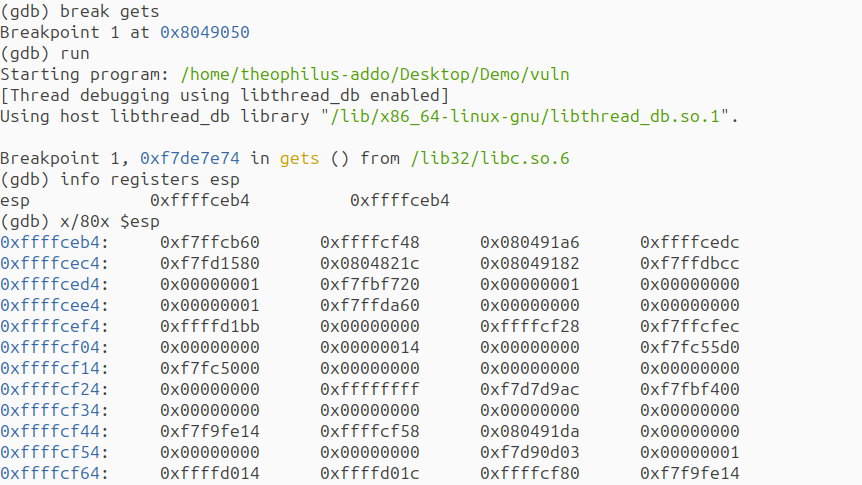 (gdb) break gets
Breakpoint 1 at 0x8049050
(gdb) run
Starting program: /home/theophilus-addo/Desktop/Demo/vuln
[Thread debugging using libthread_db enabled]
Using host libthread_db library "/lib/x86_64-linux-gnu/libthread_db.so.1".

Breakpoint 1, 0xf7de7e74 in gets () from /lib32/libc.so.6
(gdb) info registers esp
esp            0xffffceb4          0xffffceb4
(gdb) x/80x $esp
0xffffceb4:     0xf7ffcb60      0xffffcf48      0x080491a6      0xffffcedc
0xffffcec4:     0xf7fd1580      0x0804821c      0x08049182      0xf7ffdbcc
0xffffced4:     0x00000001      0xf7fbf720      0x00000001      0x00000000
0xffffcee4:     0x00000001      0xf7ffda60      0x00000000      0x00000000
0xffffcef4:     0xffffd1bb      0x00000000      0xffffcf28      0xf7ffcfec
0xffffcf04:     0x00000000      0x00000014      0x00000000      0xf7fc55d0
0xffffcf14:     0xf7fc5000      0x00000000      0x00000000      0x00000000
0xffffcf24:     0x00000000      0xffffffff      0xf7d7d9ac      0xf7fbf400
0xffffcf34:     0x00000000      0x00000000      0x00000000      0x00000000
0xffffcf44:     0xf7f9fe14      0xffffcf58      0x080491da      0x00000000
0xffffcf54:     0x00000000      0x00000000      0xf7d90d03      0x00000001
0xffffcf64:     0xffffd014      0xffffd01c      0xffffcf80      0xf7f9fe14